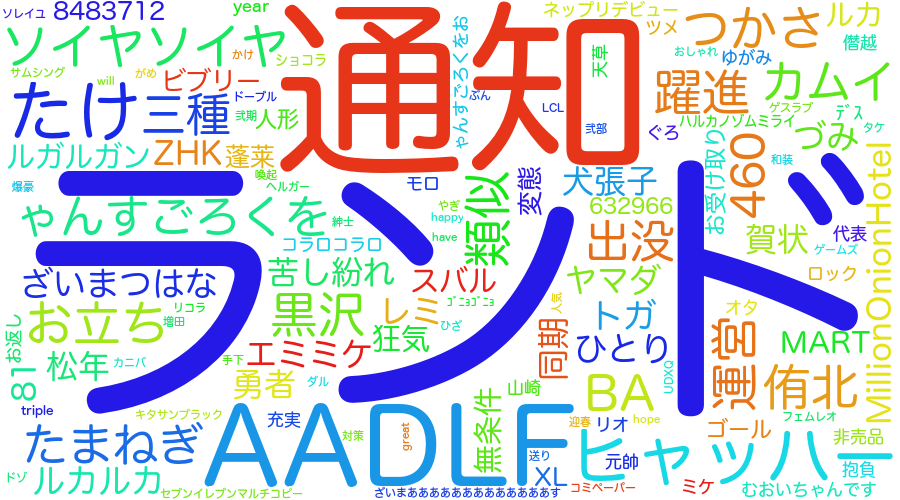 ソレイユ
8483712
year
ネップリデビュー
ルカ
ソイヤソイヤ
かけ
ショコラ
通知
ゃんすごろくをお
ツメ
つかさ
僭越
サムシング
will
がめ
ビブリー
天草
おしゃれ
ゆがみ
カムイ
たけ
三種
ドーブル
ぶん
LCL
躍進
ゲスラブ
弐期
人形
弐部
ぐろ
ハルカノゾムミライ
ﾃﾞｽ
タケ
ルガルガン
ZHK
蓬莱
づみ
爆豪
喚起
ヘルガー
モロ
変態
犬張子
お受け取り
460
和装
MillionOnionHotel
ランド
ゃんすごろくを
紳士
やぎ
happy
類似
632966
have
コラロコラロ
出没
賀状
代表
ゲームズ
ざいまつはな
苦し紛れ
スバル
ヤマダ
ロック
リコラ
黒沢
レミ
ｺﾞﾆｮｺﾞﾆｮ
人気
トガ
オタ
お返し
お立ち
増田
狂気
ひざ
同期
ひとり
運営
MART
81
松年
カニバ
手下
エミミケ
ダル
勇者
山崎
BA
UDXQ
侑北
triple
キタサンブラック
充実
AADLF
無条件
迎春
リオ
hope
フェムレオ
たまねぎ
対策
great
ゴール
非売品
送り
元帥
ヒャッハー
抱負
ドゾ
ルカルカ
XL
セブンイレブンマルチコピー
ざいまああああああああああああああす
コミペーパー
ミケ
むおいちゃんです